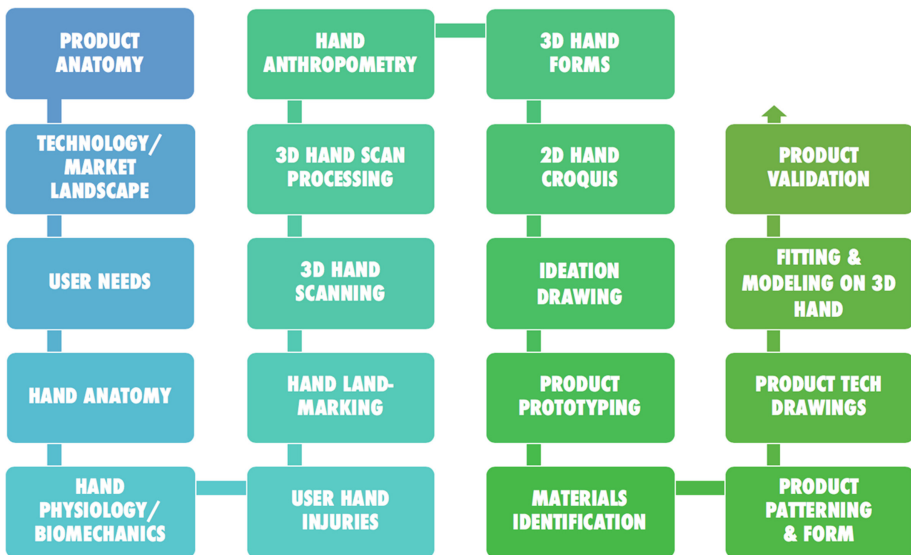 PRODUCT
ANATOMY
TECHNOLOGY/
MARKET
LANDSCAPE
USER NEEDS
HAND ANATOMY
HAND
PHYSIOLOGY/
BIOMECHANICS
USER HAND
INJURIES
HAND LAND-
MARKING
3D HAND
SCANNING
3D HAND SCAN
PROCESSING
HAND
ANTHROPOMETRY
3D HAND
FORMS
2D HAND
CROQUIS
IDEATION
DRAWING
PRODUCT
PROTOTYPING
MATERIALS
IDENTIFICATION
PRODUCT
PATTERNING
& FORM
PRODUCT TECH
DRAWINGS
FITTING &
MODELING ON 3D
HAND
PRODUCT
VALIDATION